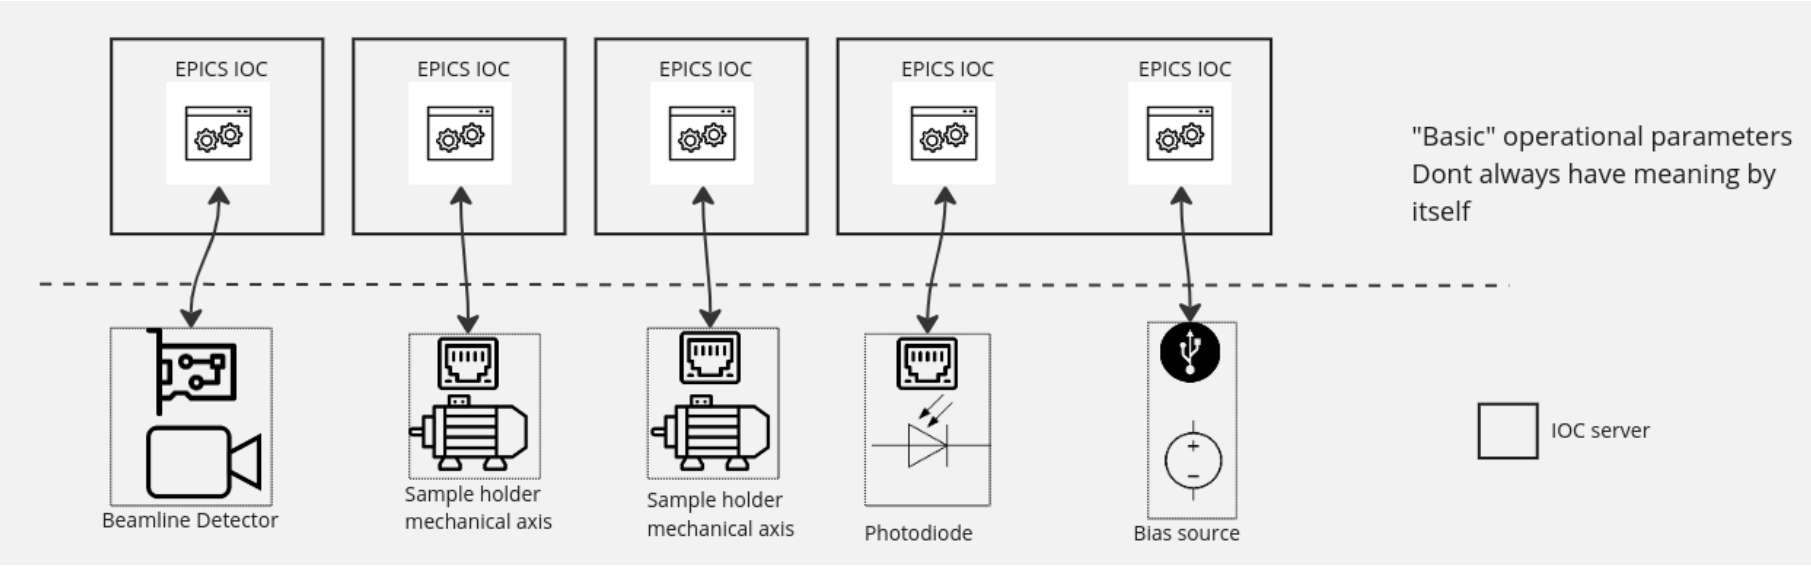 EPICS IOC
EPICS IOC
EPICS IOC
EPICS IOC
EPICS IOC
"Basic" operational parameters
Dont always have meaning by
itself
Beamline Detector
Sample holder
mechanical axis
Sample holder
mechanical axis
Photodiode
Bias source
IOC server